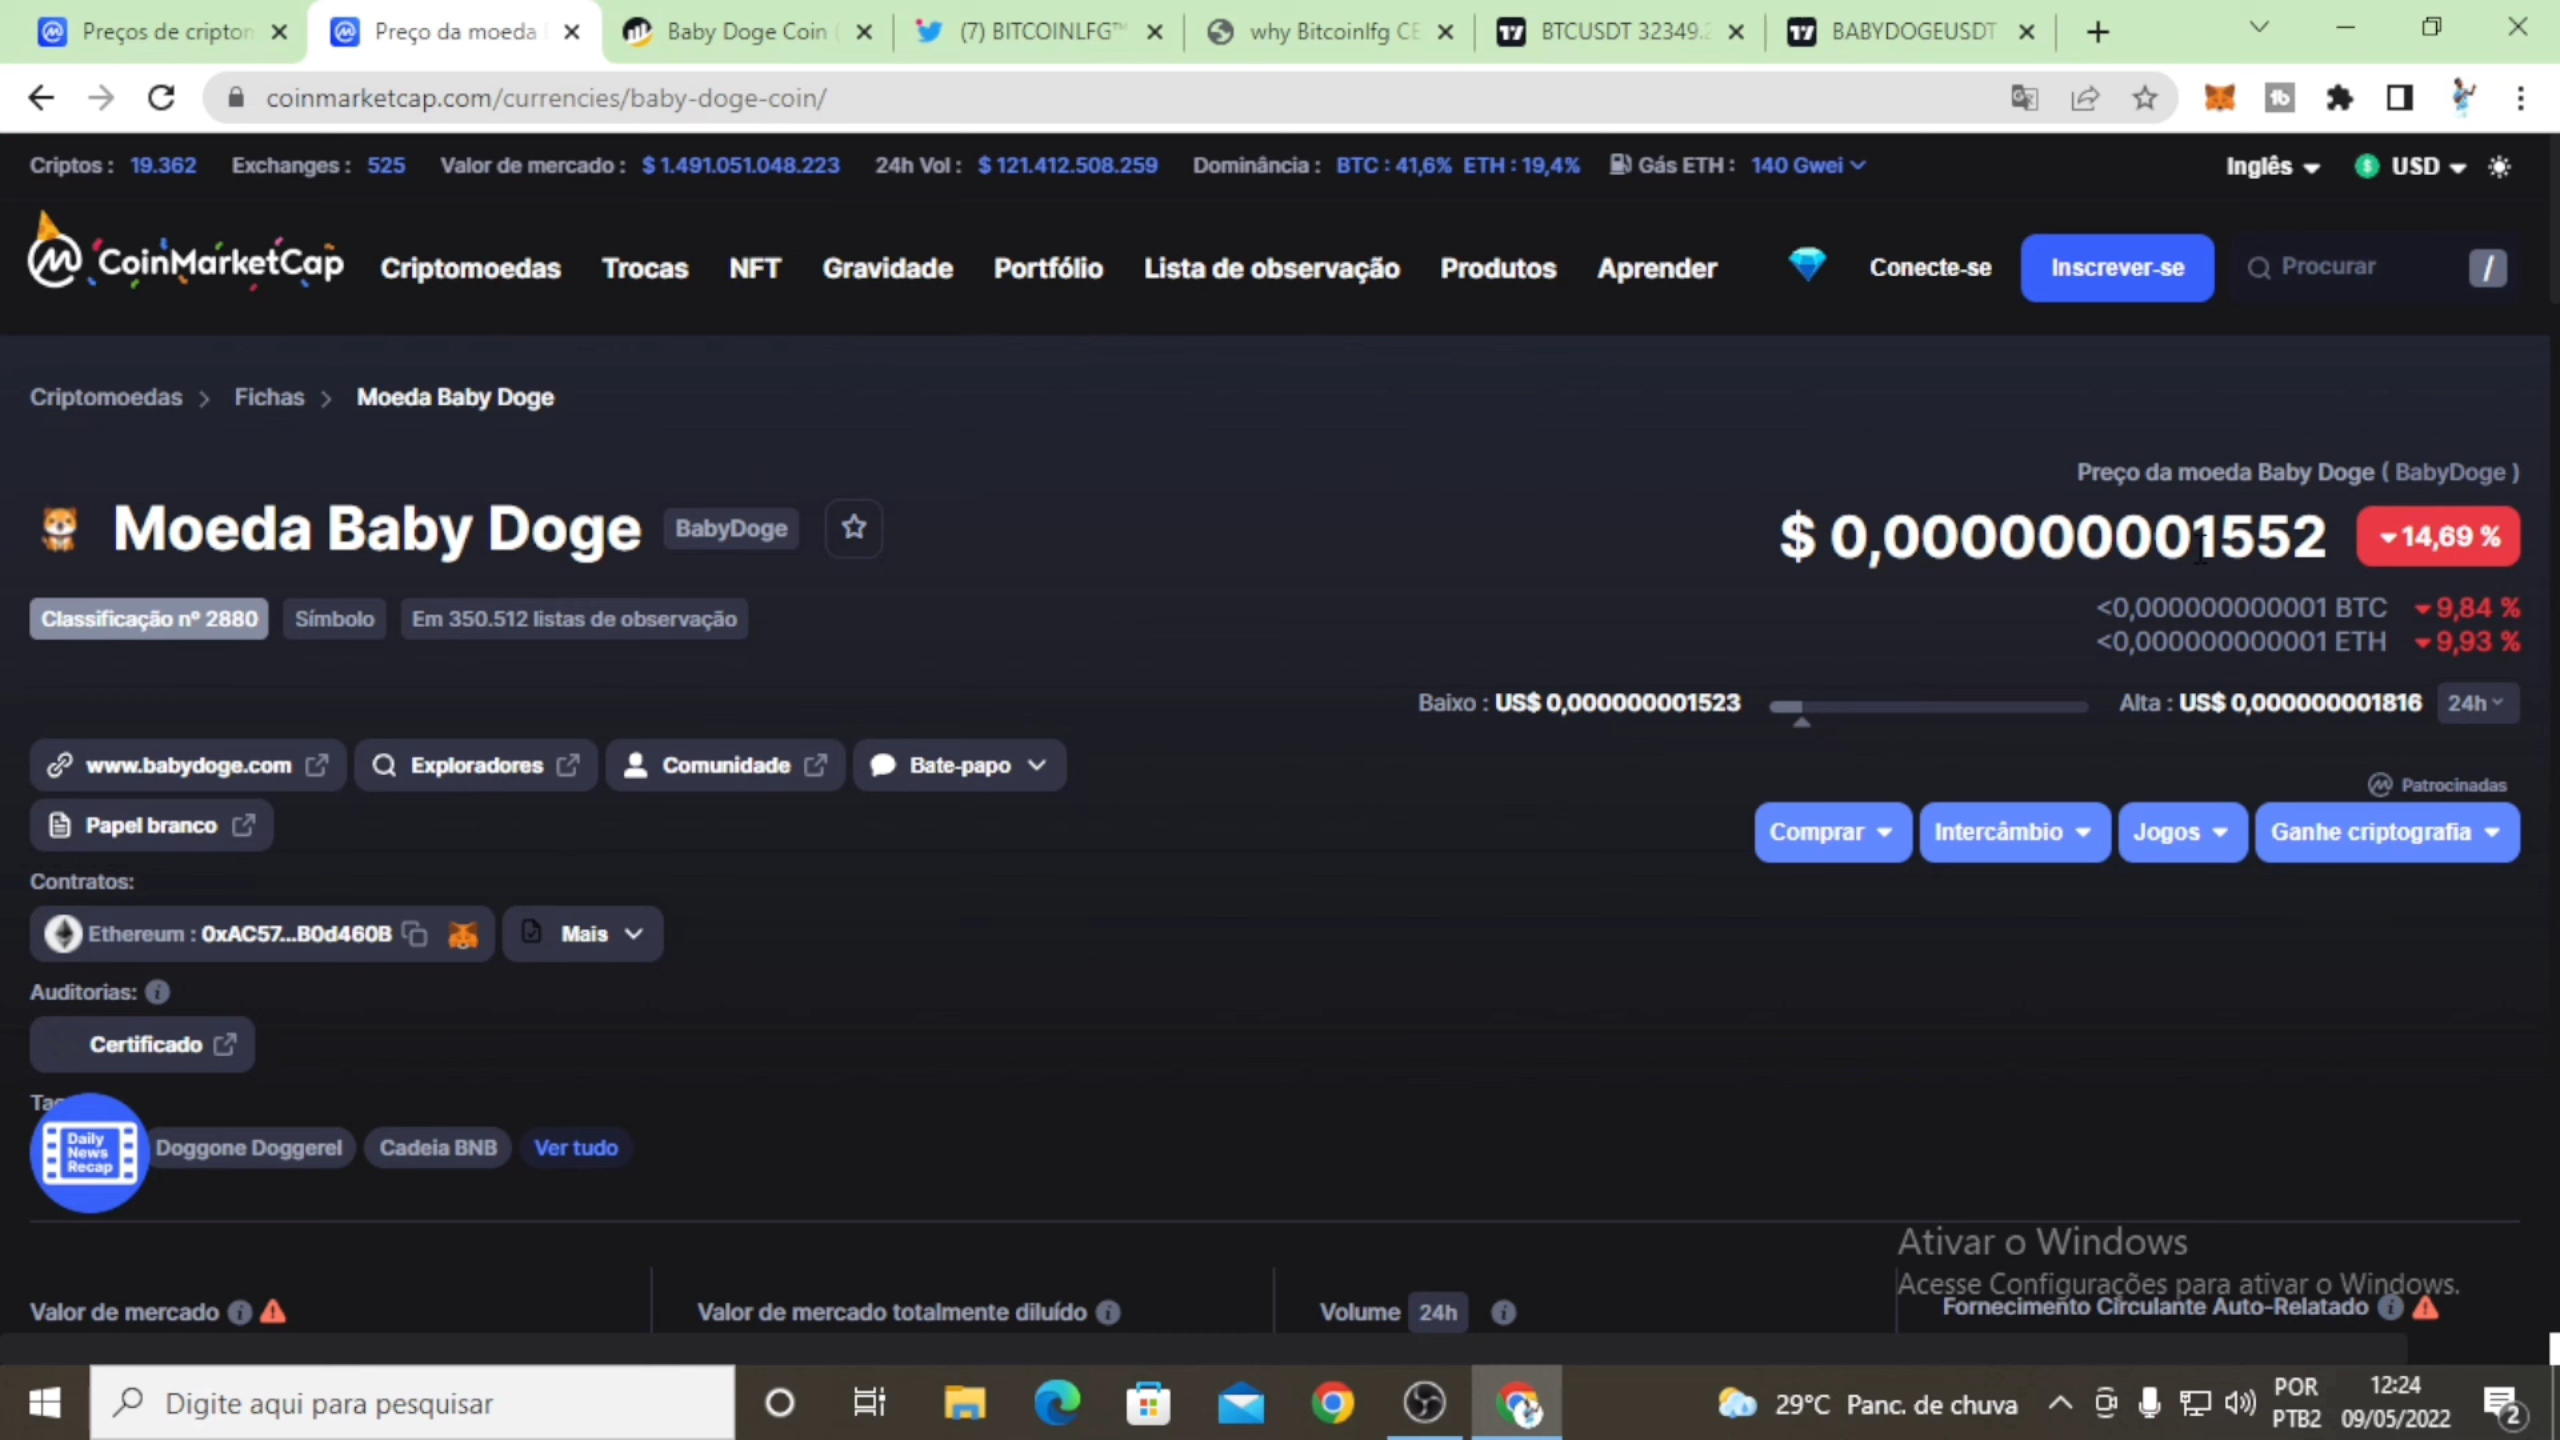 Preços de cripton
Preço da moeda
Baby Doge Coin
(7) BITCOINLFG™
why Bitcoinlfg CE
BTCUSDT 32349.2
BABYDOGEUSDT
coinmarketcap.com/currencies/baby-doge-coin/
Criptos : 19.362 Exchanges : 525 Valor de mercado : $ 1.491.051.048.223 24h Vol : $ 121.412.508.259 Dominância : BTC : 41,6% ETH : 19,4% Gás ETH : 140 Gwei Inglês USD
CoinMarketCap Criptomoedas Trocas NFT Gravidade Portfólio Lista de observação Produtos Aprender Conecte-se Inscrever-se Procurar /
Criptomoedas > Fichas > Moeda Baby Doge
Preço da moeda Baby Doge ( BabyDoge )
Moeda Baby Doge BabyDoge
$ 0,000000001552 14,69 %
<0,000000000001 BTC 9,84 %
Classificação nº 2880 Símbolo Em 350.512 listas de observação
<0,000000000001 ETH 9,93 %
Baixo : US$ 0,000000001523 Alta : US$ 0,000000001816 24h
www.babydoge.com Exploradores Comunidade Bate-papo
Patrocinadas
Papel branco
Comprar Intercâmbio Jogos Ganhe criptografia
Contratos:
Ethereum : 0xAC57...B0d460B Mais
Auditorias:
Certificado
Daily
News
Recap
Doggone Doggerel Cadeia BNB Ver tudo
Ativar o Windows
Acesse Configurações para ativar o Windows.
Valor de mercado Valor de mercado totalmente diluído Volume 24h Fornecimento Circulante Auto-Relatado
Digite aqui para pesquisar
29°C Panc. de chuva
POR
PTB2
12:24
09/05/2022
2